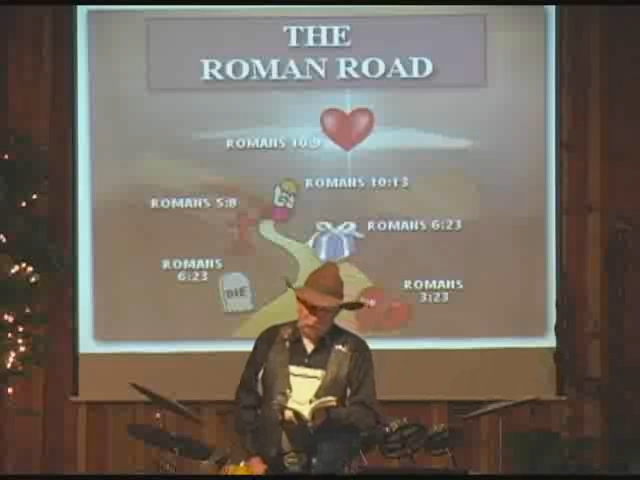 THE
ROMAN ROAD
ROMANS 10:9
ROMANS 10:13
ROMANS 5:8
ROMANS 6:23
ROMANS
6:23
DIE
ROMANS
3:23